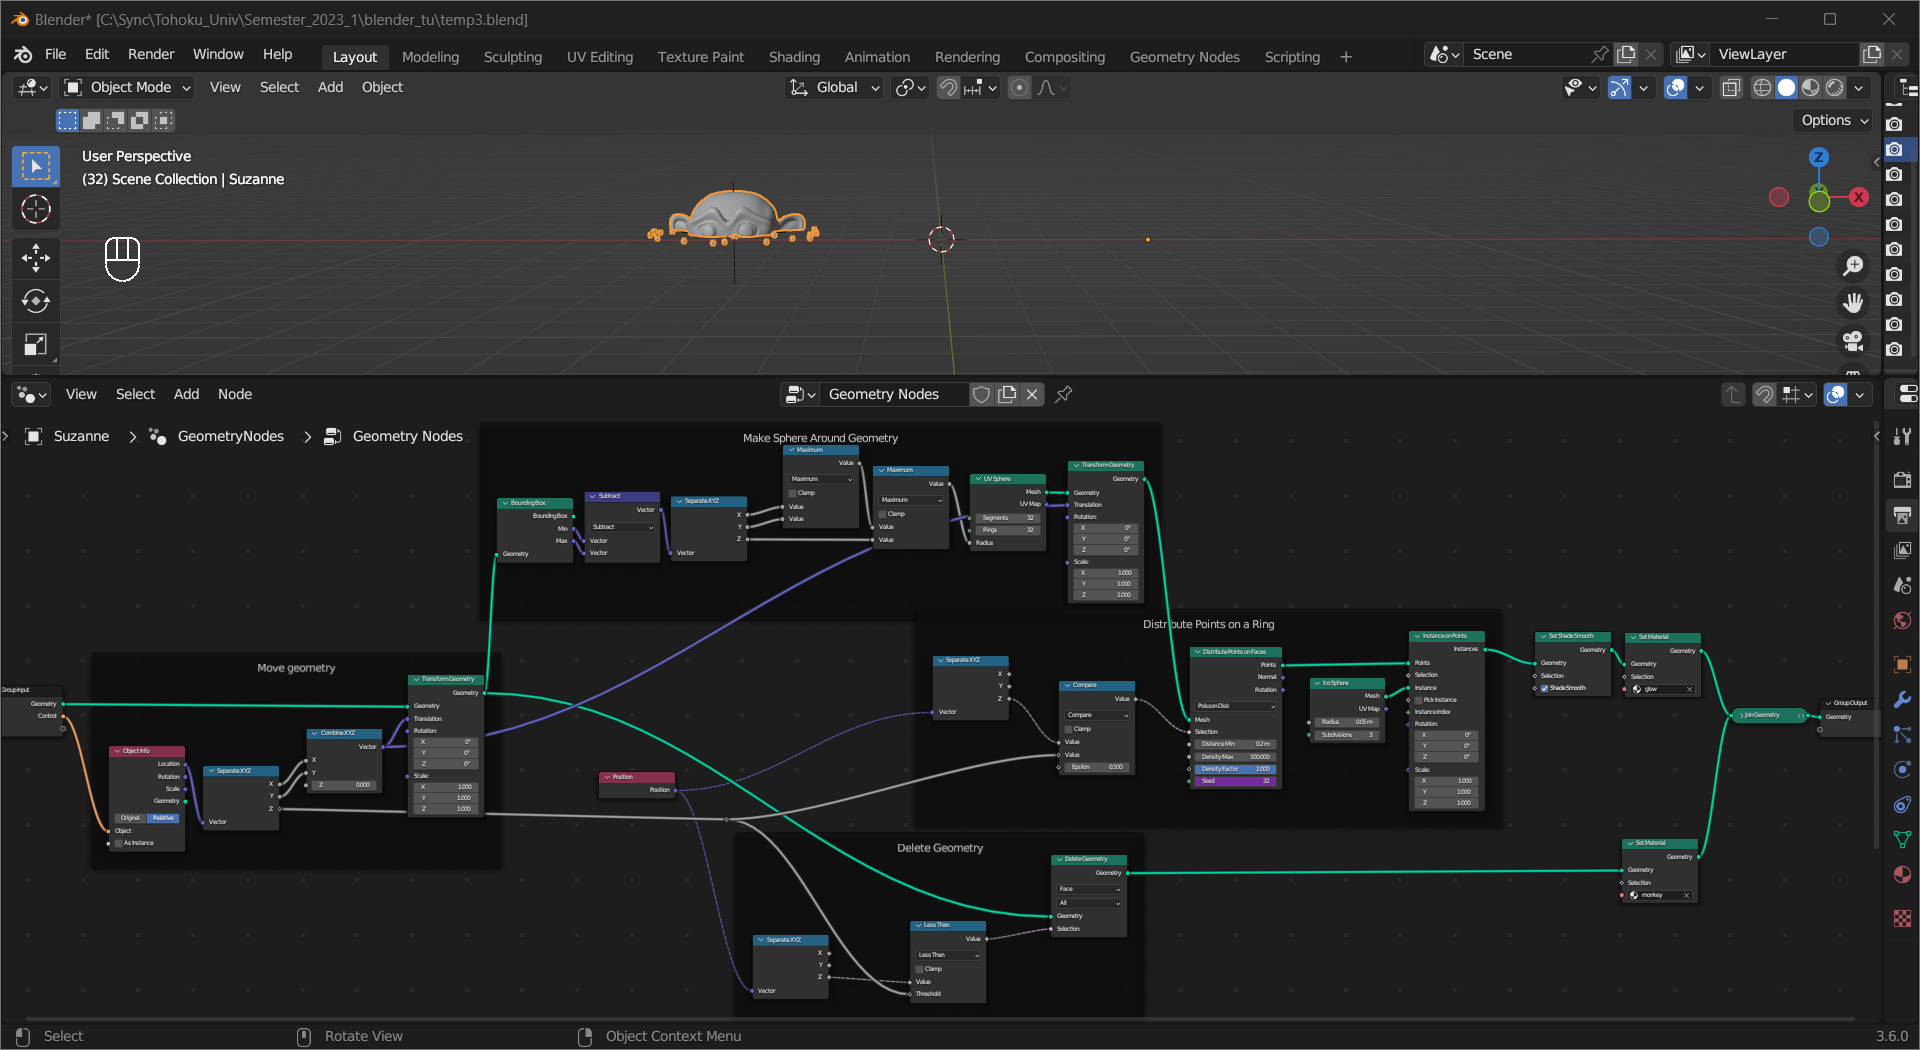 Blender* [C:\Sync\Tohoku_Univ\Semester_2023_1\blender_tu\temp3.blend]
File Edit Render Window Help Layout Modeling Sculpting UV Editing Texture Paint Shading Animation Rendering Compositing Geometry Nodes Scripting + Scene ViewLayer
Object Mode View Select Add Object Global
Options
User Perspective
(32) Scene Collection | Suzanne
Z
X
View Select Add Node Geometry Nodes
Suzanne > GeometryNodes > Geometry Nodes
Make Sphere Around Geometry
Bounding Box
Bounding Box
Min
Max
Geometry
Subtract
Vector
Subtract
Vector
Vector
Separate XYZ
X
Y
Z
Vector
Maximum
Value
Maximum
Clamp
Value
Value
Maximum
Value
Maximum
Clamp
Value
Value
UV Sphere
Mesh
UV Map
Segments 32
Rings 32
Radius
Transform Geometry
Geometry
Geometry
Translation
Rotation:
X 0°
Y 0°
Z 0°
Scale:
X 1.000
Y 1.000
Z 1.000
Move geometry
Group Input
Geometry
Control
Object Info
Location
Rotation
Scale
Geometry
Original Relative
Object
As Instance
Separate XYZ
X
Y
Z
Vector
Combine XYZ
Vector
X
Y
Z 0.000
Transform Geometry
Geometry
Geometry
Translation
Rotation:
X 0°
Y 0°
Z 0°
Scale:
X 1.000
Y 1.000
Z 1.000
Position
Position
Distribute Points on a Ring
Separate XYZ
X
Y
Z
Vector
Compare
Value
Compare
Clamp
Value
Value
Epsilon 0.100
Distribute Points on Faces
Points
Normal
Rotation
Poisson Disk
Mesh
Selection
Distance Min 0.2 m
Density Max 100.000
Density Factor 1.000
Seed 32
Ico Sphere
Mesh
UV Map
Radius 0.05 m
Subdivisions 3
Instance on Points
Instances
Points
Selection
Instance
Pick Instance
Instance Index
Rotation:
X 0°
Y 0°
Z 0°
Scale:
X 1.000
Y 1.000
Z 1.000
Set Shade Smooth
Geometry
Geometry
Selection
Shade Smooth
Set Material
Geometry
Geometry
Selection
glow
Join Geometry
Group Output
Geometry
Delete Geometry
Separate XYZ
X
Y
Z
Vector
Less Than
Value
Less Than
Clamp
Value
Threshold
Delete Geometry
Geometry
Face
All
Geometry
Selection
Set Material
Geometry
Geometry
Selection
monkey
Select Rotate View Object Context Menu 3.6.0